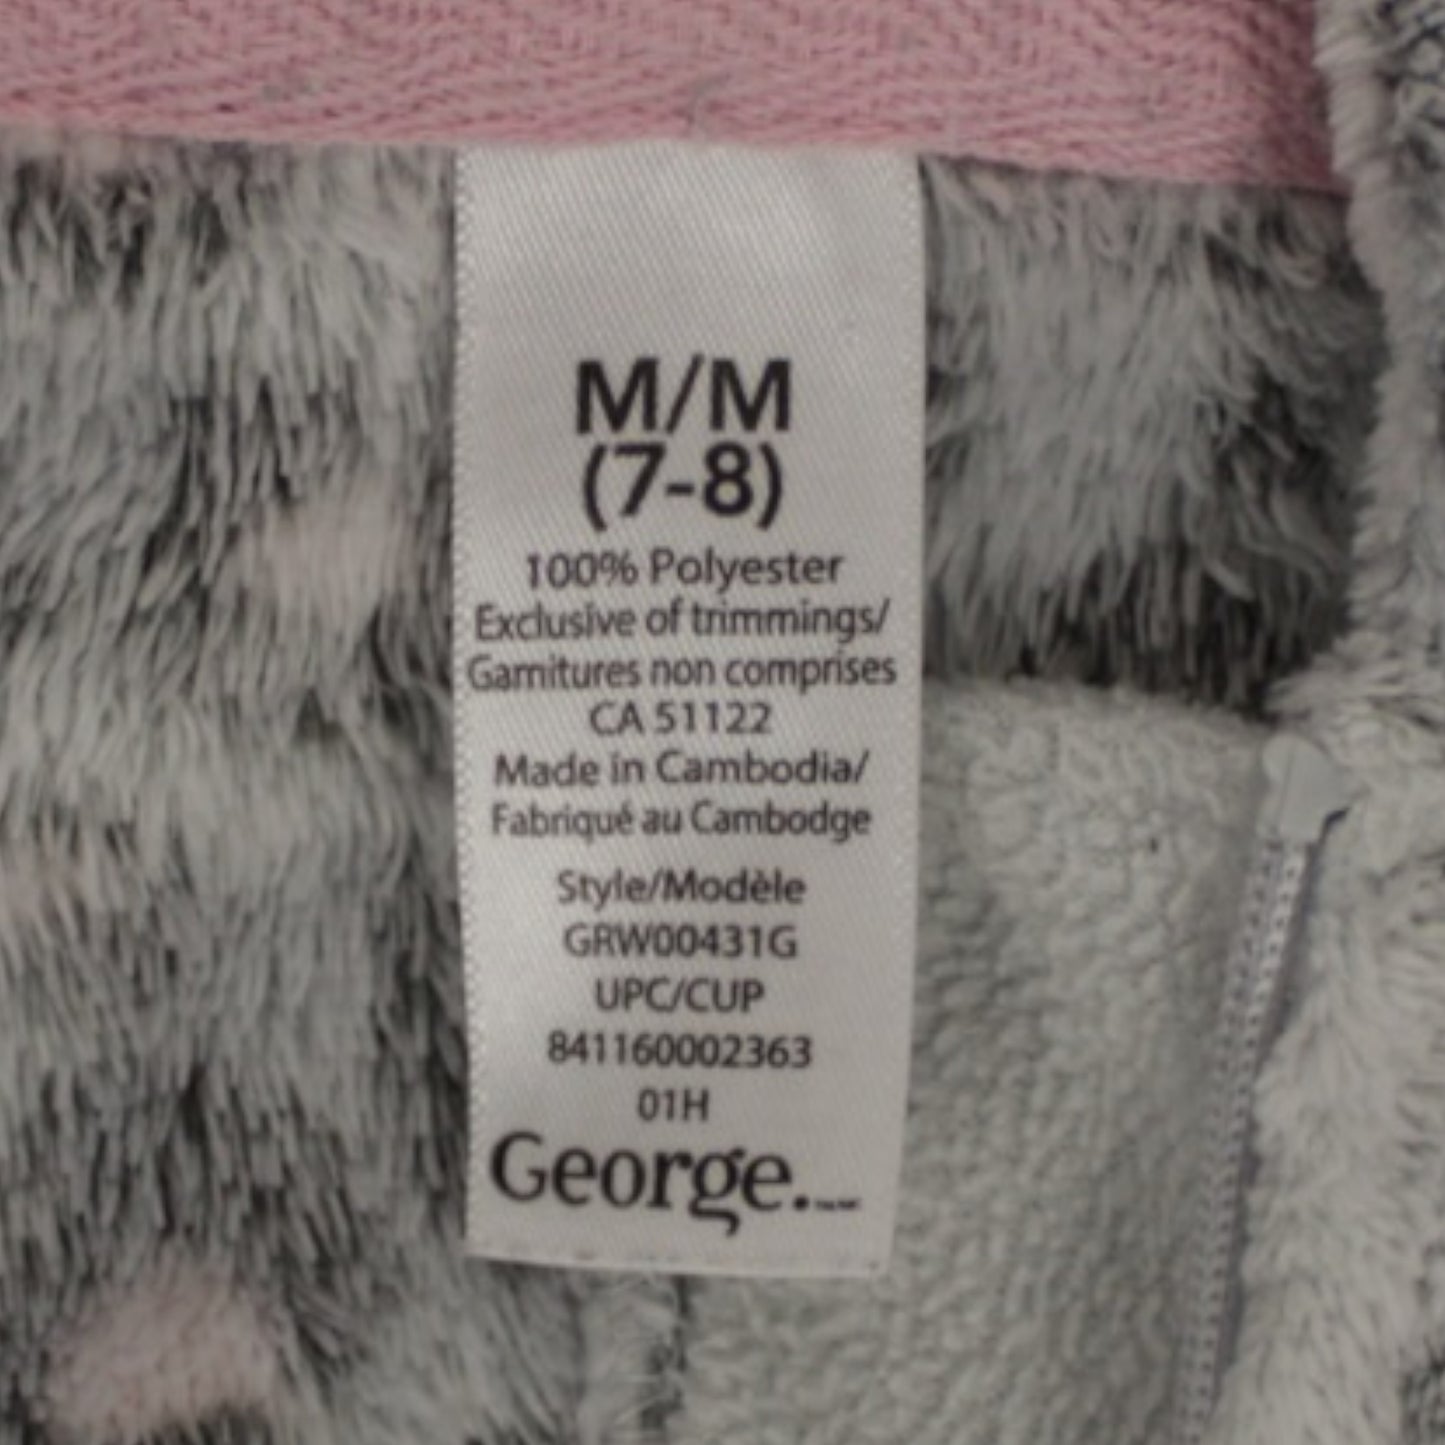 M/M
(7-8)
100% Polyester
Exclusive of trimmings/
Garnitures non comprises
CA 51122
Made in Cambodia/
Fabriqué au Cambodge
Style/Modèle
GRW00431G
UPC/CUP
841160002363
01H
George.